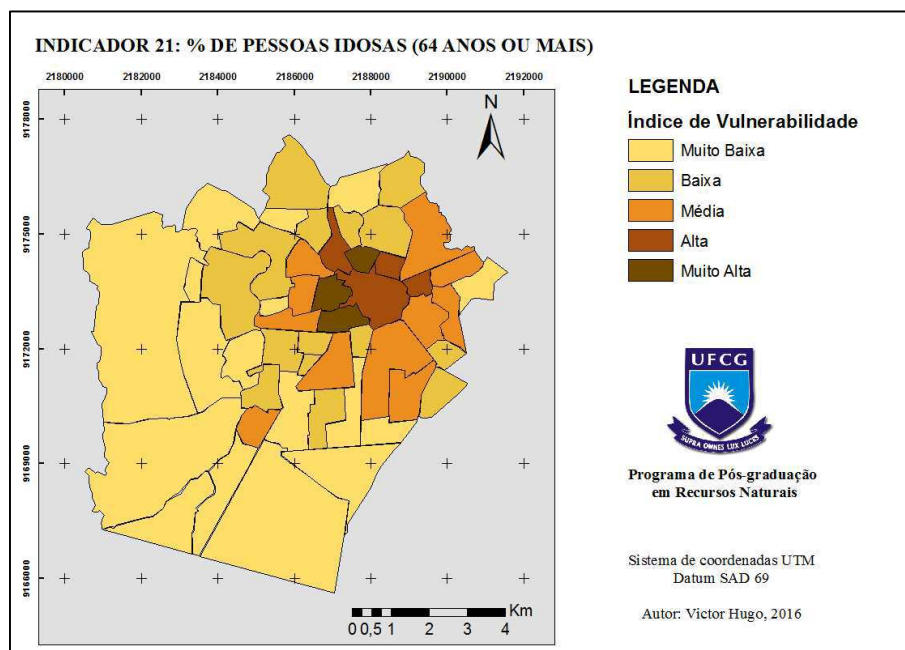 INDICADOR 21: % DE PESSOAS IDOSAS (64 ANOS OU MAIS)
2180000 2182000 2184000 2186000 2188000 2190000 2192000
9178000
9175000
9172000
9169000
9166000
N
Km
0 0,5 1 2 3 4
LEGENDA
Índice de Vulnerabilidade
Muito Baixa
Baixa
Média
Alta
Muito Alta
UFCG
SUPRA OMNES LUX LUCES
Programa de Pós-graduação
em Recursos Naturais
Sistema de coordenadas UTM
Datum SAD 69
Autor: Victor Hugo, 2016